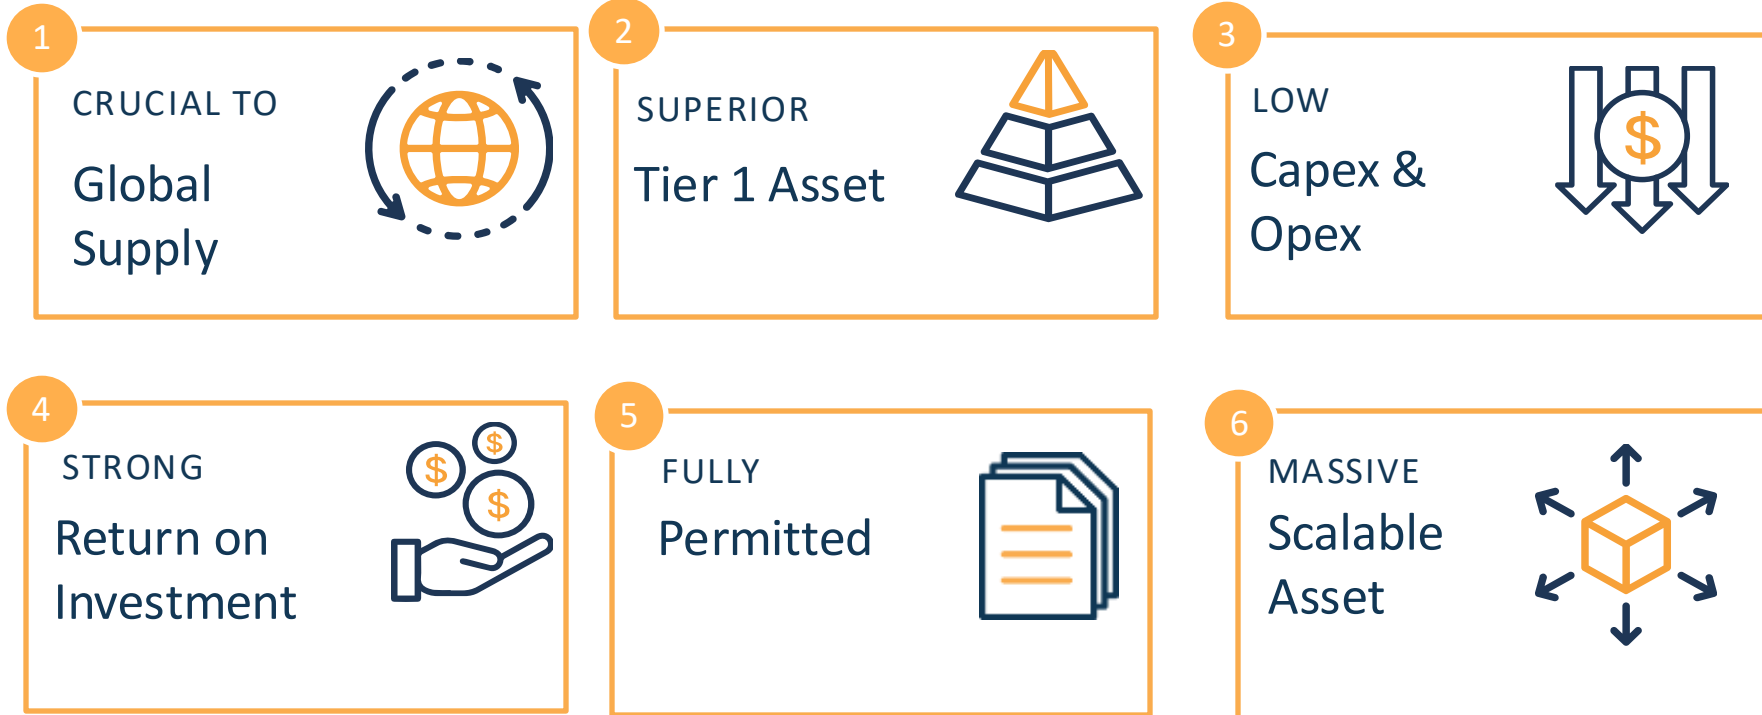 1
CRUCIAL TO
Global
Supply
2
SUPERIOR
Tier 1 Asset
3
LOW
Capex &
Opex
$
4
STRONG
Return on
Investment
$
$
$
5
FULLY
Permitted
6
MASSIVE
Scalable
Asset